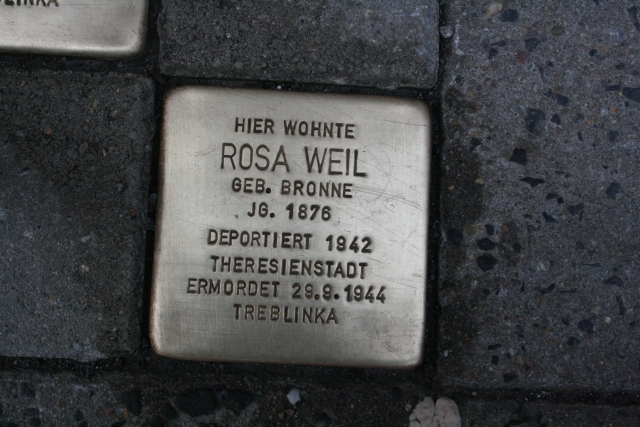 HIER WOHNTE
ROSA WEIL
GEB. BRONNE
JG. 1876
DEPORTIERT 1942
THERESIENSTADT
ERMORDET 29.9.1944
TREBLINKA